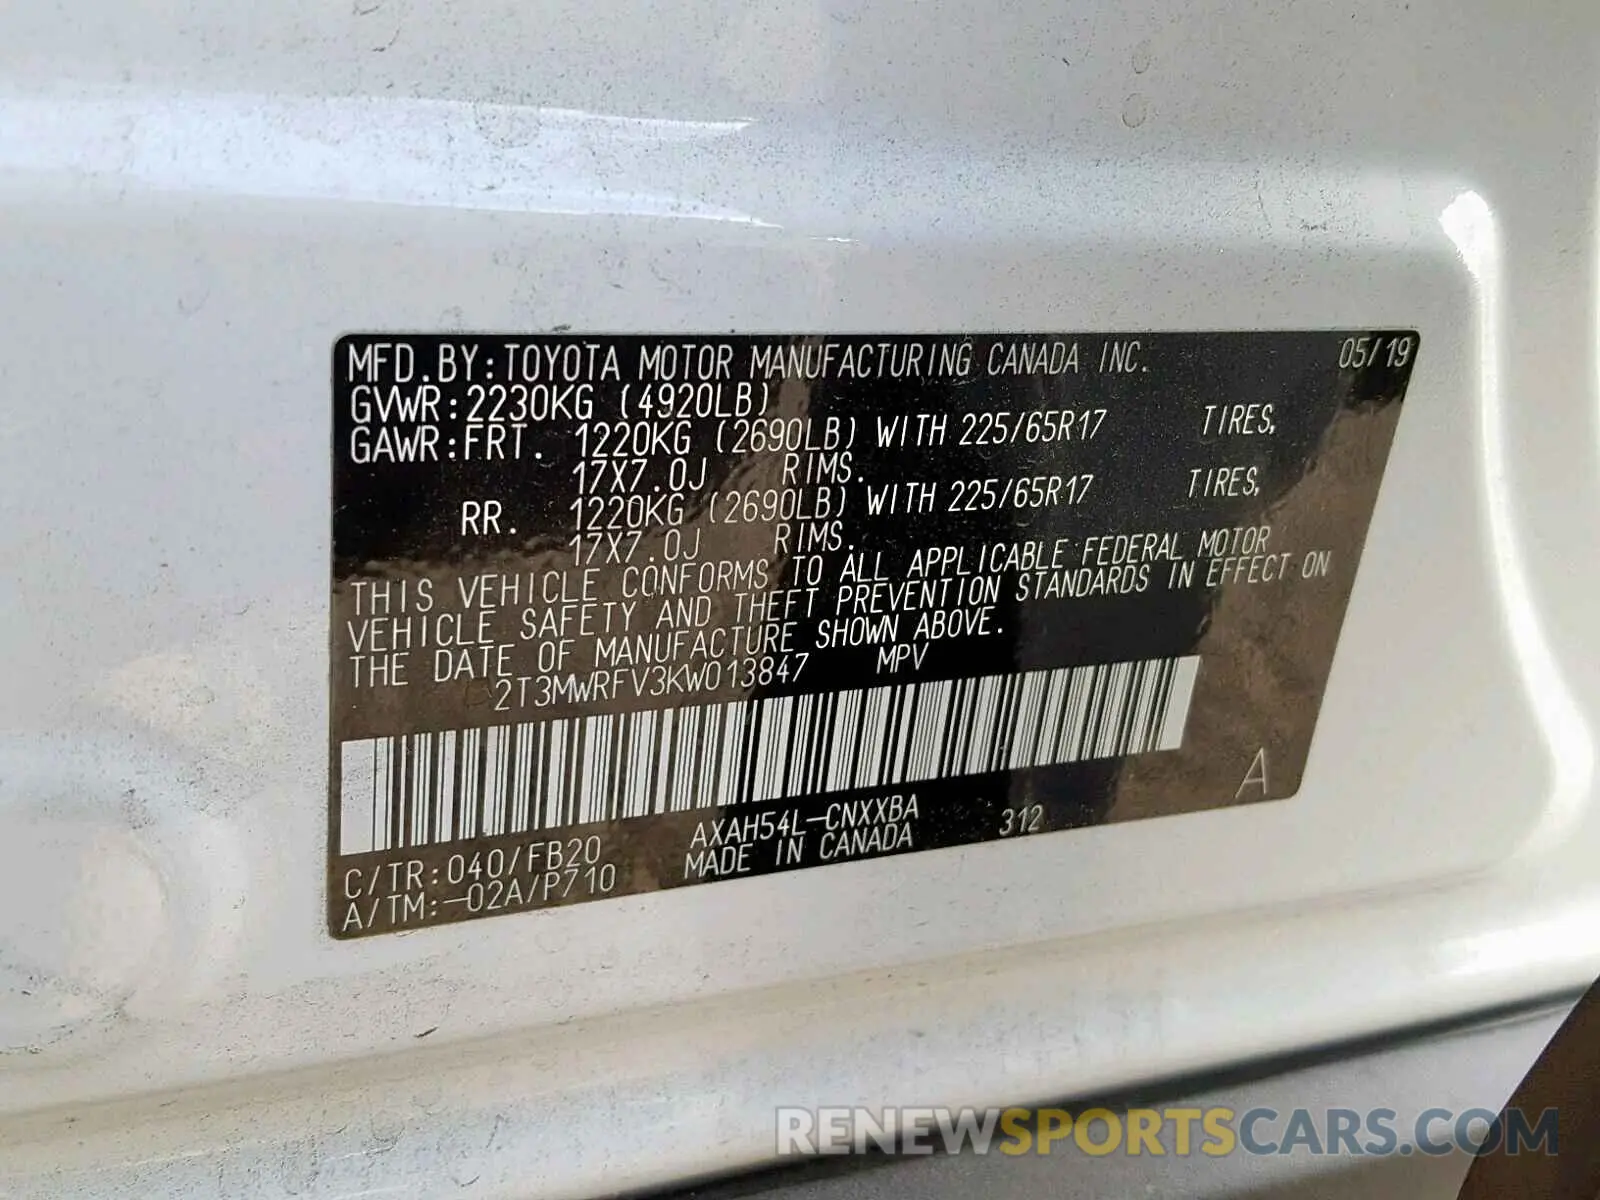 MFD.BY:TOYOTA MOTOR MANUFACTURING CANADA INC. 05/19
GVWR:2230KG (4920LB)
GAWR:FRT. 1220KG (2690LB) WITH 225/65R17 TIRES,
17X7.0J RIMS.
RR. 1220KG (2690LB) WITH 225/65R17 TIRES,
17X7.0J RIMS.
THIS VEHICLE CONFORMS TO ALL APPLICABLE FEDERAL MOTOR
VEHICLE SAFETY AND THEFT PREVENTION STANDARDS IN EFFECT ON
THE DATE OF MANUFACTURE SHOWN ABOVE.
2T3MWRFV3KW013847 MPV
A
C/TR:040/FB20 AXAH54L-CNXXBA 312
A/TM:-02A/P710 MADE IN CANADA
RENEWSPORTSCARS.COM